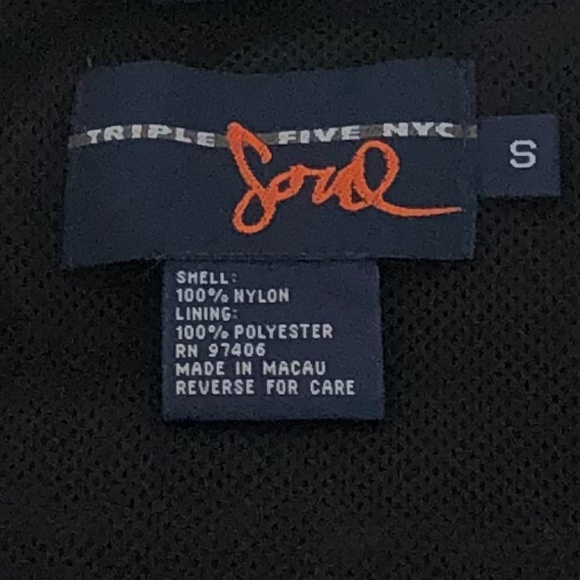 TRIPLE FIVE NYC
Soul
S
SHELL:
100% NYLON
LINING:
100% POLYESTER
RN 97406
MADE IN MACAU
REVERSE FOR CARE